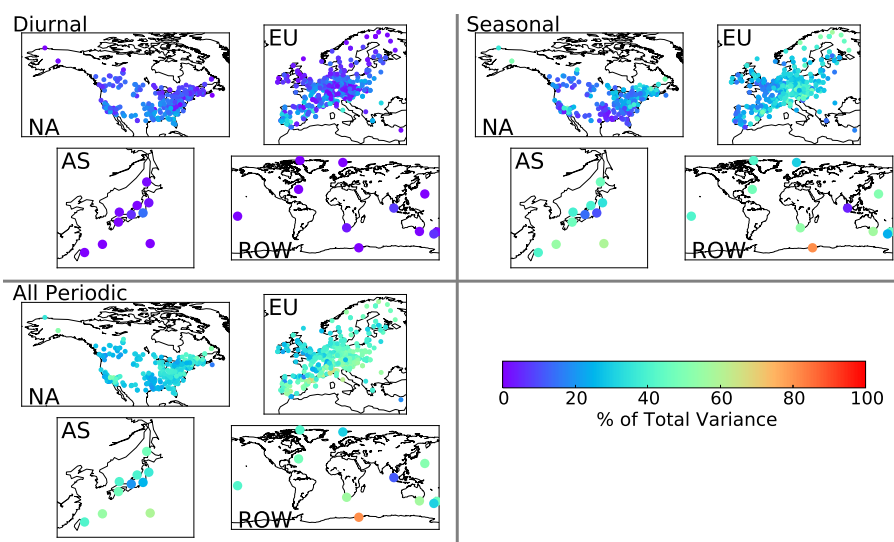 Diurnal
NA
EU
AS
ROW
Seasonal
NA
EU
AS
ROW
All Periodic
NA
EU
AS
ROW
0 20 40 60 80 100
% of Total Variance